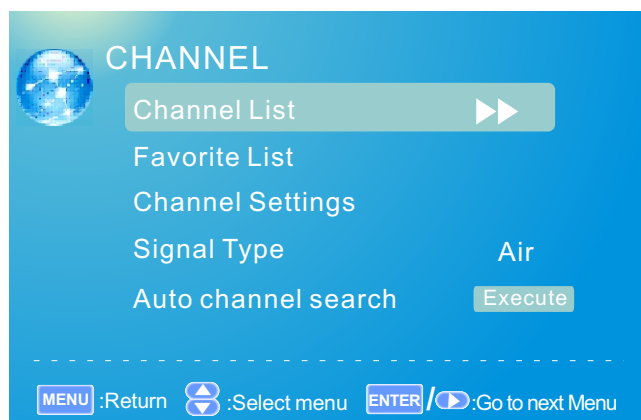 CHANNEL
Channel List
Favorite List
Channel Settings
Signal Type Air
Auto channel search Execute
MENU :Return :Select menu ENTER / :Go to next Menu